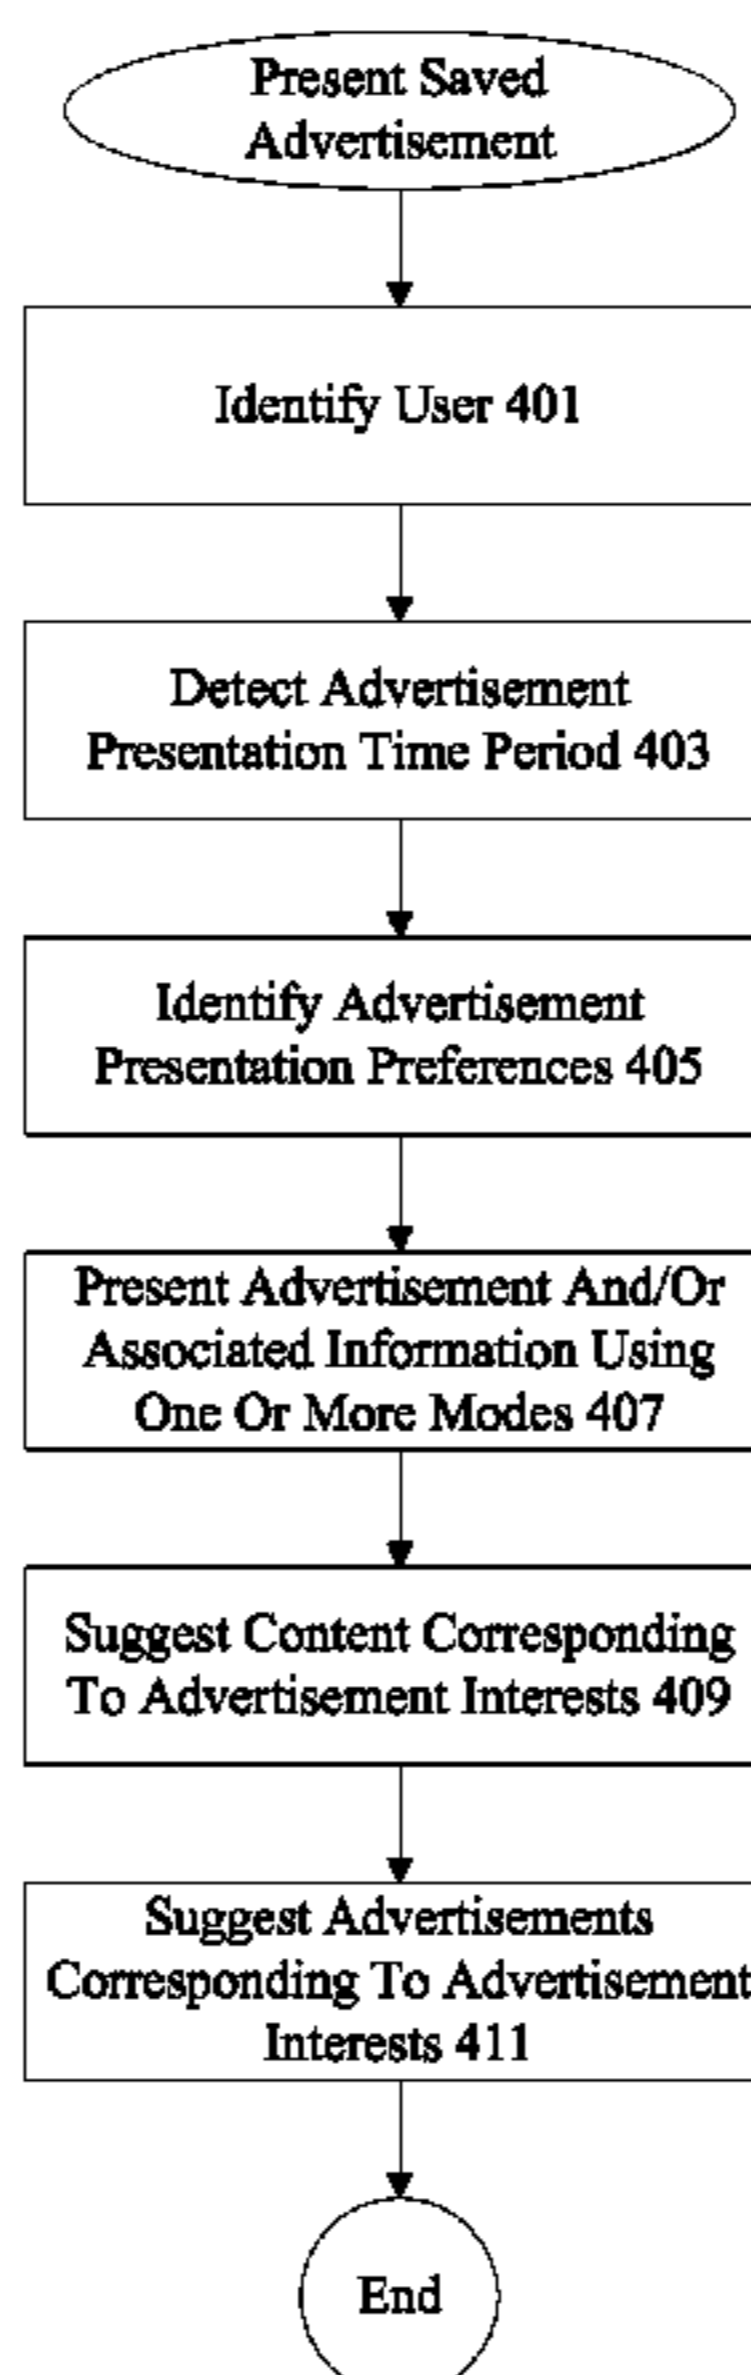 Present Saved
Advertisement
Identify User 401
Detect Advertisement
Presentation Time Period 403
Identify Advertisement
Presentation Preferences 405
Present Advertisement And/Or
Associated Information Using
One Or More Modes 407
Suggest Content Corresponding
To Advertisement Interests 409
Suggest Advertisements
Corresponding To Advertisement
Interests 411
End